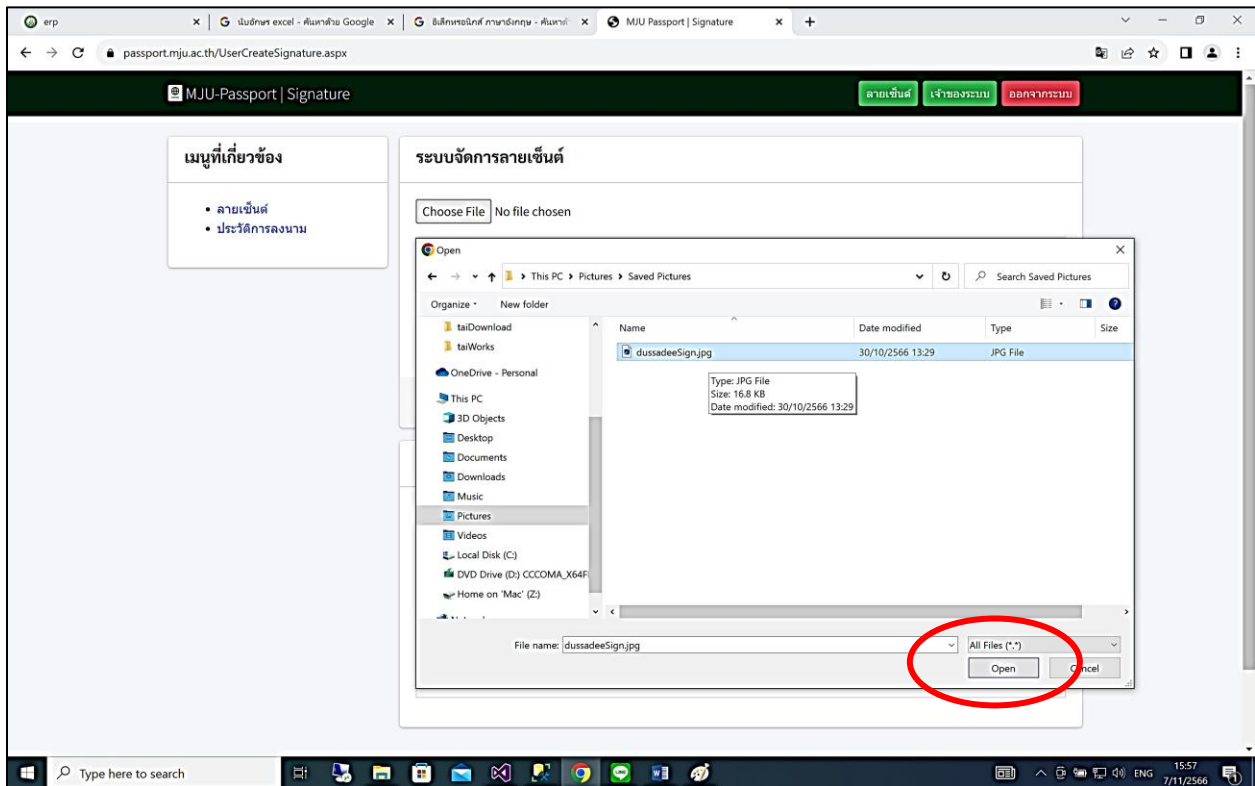 erp
นับอักษร excel - ค้นหาด้วย Google
อิเล็กทรอนิกส์ ภาษาอังกฤษ - ค้นหาด้
MJU Passport | Signature
passport.mju.ac.th/UserCreateSignature.aspx
MJU-Passport | Signature
ลายเซ็นต์ เจ้าของระบบ ออกจากระบบ
เมนูที่เกี่ยวข้อง
• ลายเซ็นต์
• ประวัติการลงนาม
ระบบจัดการลายเซ็นต์
Choose File No file chosen
Open
This PC > Pictures > Saved Pictures
Search Saved Pictures
Organize New folder
taiDownload
taiWorks
OneDrive - Personal
This PC
3D Objects
Desktop
Documents
Downloads
Music
Pictures
Videos
Local Disk (C:)
DVD Drive (D:) CCCOMA_X64F
Home on 'Mac' (Z:)
Name Date modified Type Size
dussadeeSign.jpg 30/10/2566 13:29 JPG File
Type: JPG File
Size: 16.8 KB
Date modified: 30/10/2566 13:29
File name: dussadeeSign.jpg All Files (*.*)
Open Cancel
Type here to search
ENG
15:57
7/11/2566